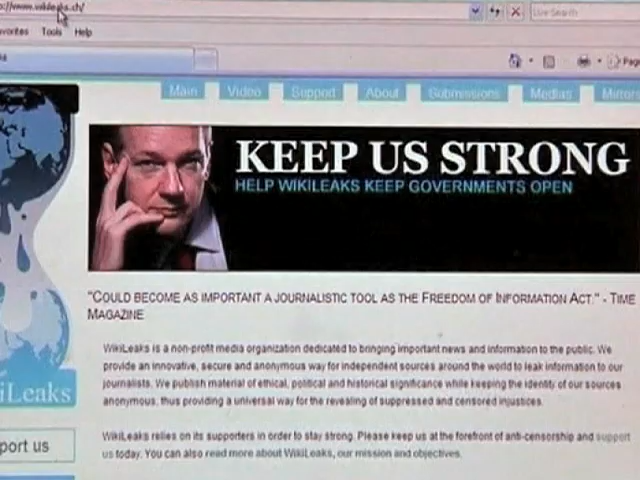 ://www.wikileaks.ch/
Live Search
avorites Tools Help
Page
Main Video Support About Submissions Medias Mirrors
KEEP US STRONG
HELP WIKILEAKS KEEP GOVERNMENTS OPEN
"Could become as important a journalistic tool as the Freedom of Information Act." - Time
Magazine
WikiLeaks is a non-profit media organization dedicated to bringing important news and information to the public. We
provide an innovative, secure and anonymous way for independent sources around the world to leak information to our
journalists. We publish material of ethical, political and historical significance while keeping the identity of our sources
anonymous, thus providing a universal way for the revealing of suppressed and censored injustices.
WikiLeaks relies on its supporters in order to stay strong. Please keep us at the forefront of anti-censorship and support
us today. You can also read more about WikiLeaks, our mission and objectives.
iLeaks
port us